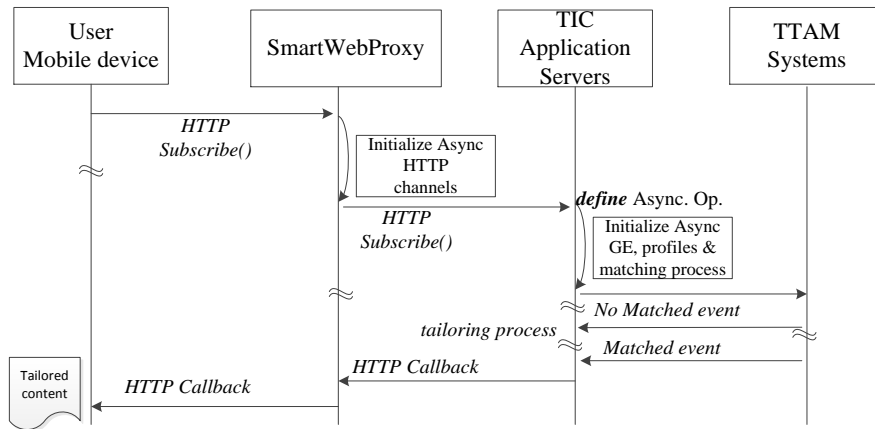 User
Mobile device
SmartWebProxy
TIC
Application
Servers
TTAM
Systems
HTTP
Subscribe()
Initialize Async
HTTP
channels
HTTP
Subscribe()
define Async. Op.
Initialize Async
GE, profiles &
matching process
No Matched event
tailoring process
Matched event
HTTP Callback
Tailored
content
HTTP Callback